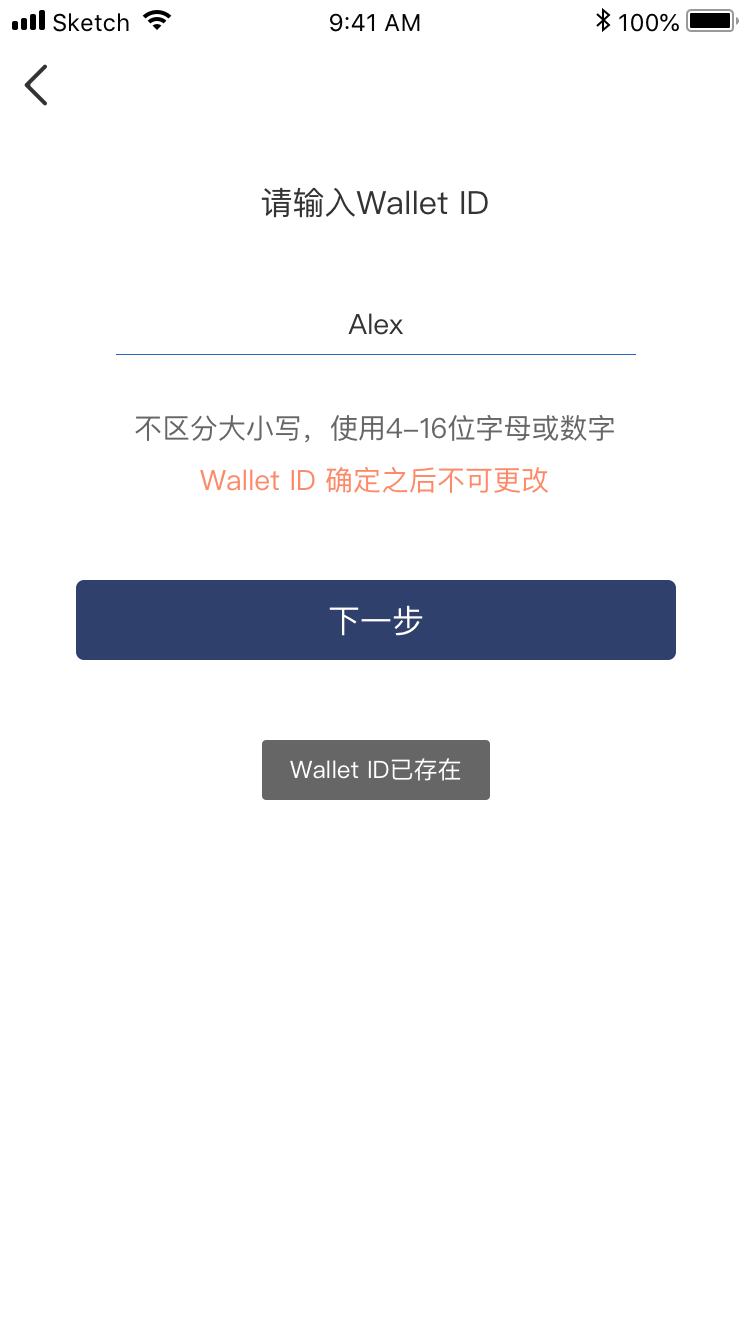 Sketch 9:41 AM 100%
请输入Wallet ID
Alex
不区分大小写，使用4–16位字母或数字
Wallet ID 确定之后不可更改
下一步
Wallet ID已存在